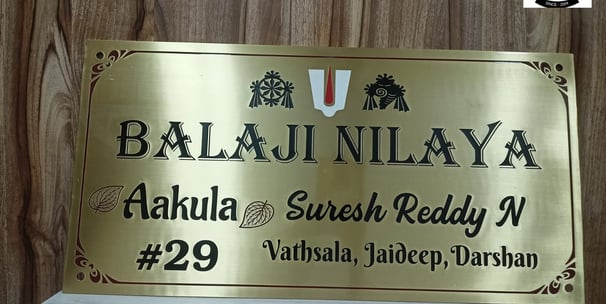 BALAJI NILAYA
Aakula Suresh Reddy N
#29 Vathsala, Jaideep, Darshan